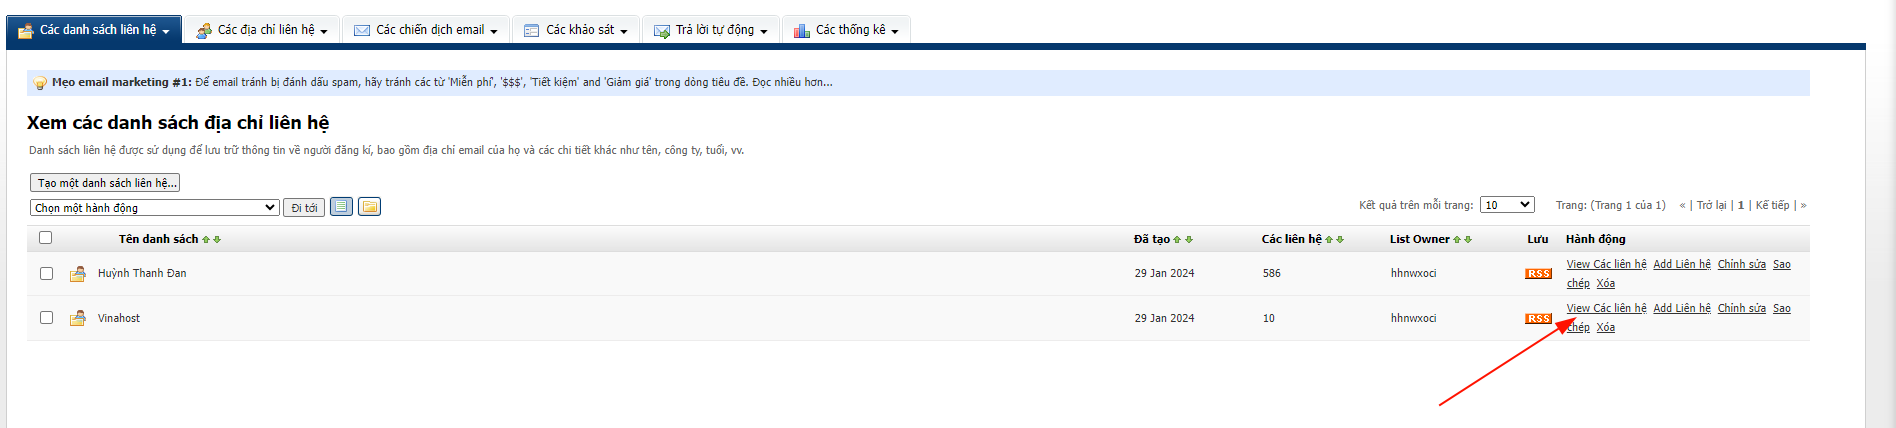 Các danh sách liên hệ Các địa chỉ liên hệ Các chiến dịch email Các khảo sát Trả lời tự động Các thống kê
Mẹo email marketing #1: Để email tránh bị đánh dấu spam, hãy tránh các từ 'Miễn phí', '$$$', 'Tiết kiệm' and 'Giảm giá' trong dòng tiêu đề. Đọc nhiều hơn...
Xem các danh sách địa chỉ liên hệ
Danh sách liên hệ được sử dụng để lưu trữ thông tin về người đăng kí, bao gồm địa chỉ email của họ và các chi tiết khác như tên, công ty, tuổi, vv.
Tạo một danh sách liên hệ...
Chọn một hành động Đi tới Kết quả trên mỗi trang: 10 Trang: (Trang 1 của 1) « | Trở lại | 1 | Kế tiếp | »
Tên danh sách Đã tạo Các liên hệ List Owner Lưu Hành động
Huỳnh Thanh Đan 29 Jan 2024 586 hhnwxoci RSS View Các liên hệ Add Liên hệ Chỉnh sửa Sao
chép Xóa
Vinahost 29 Jan 2024 10 hhnwxoci RSS View Các liên hệ Add Liên hệ Chỉnh sửa Sao
chép Xóa